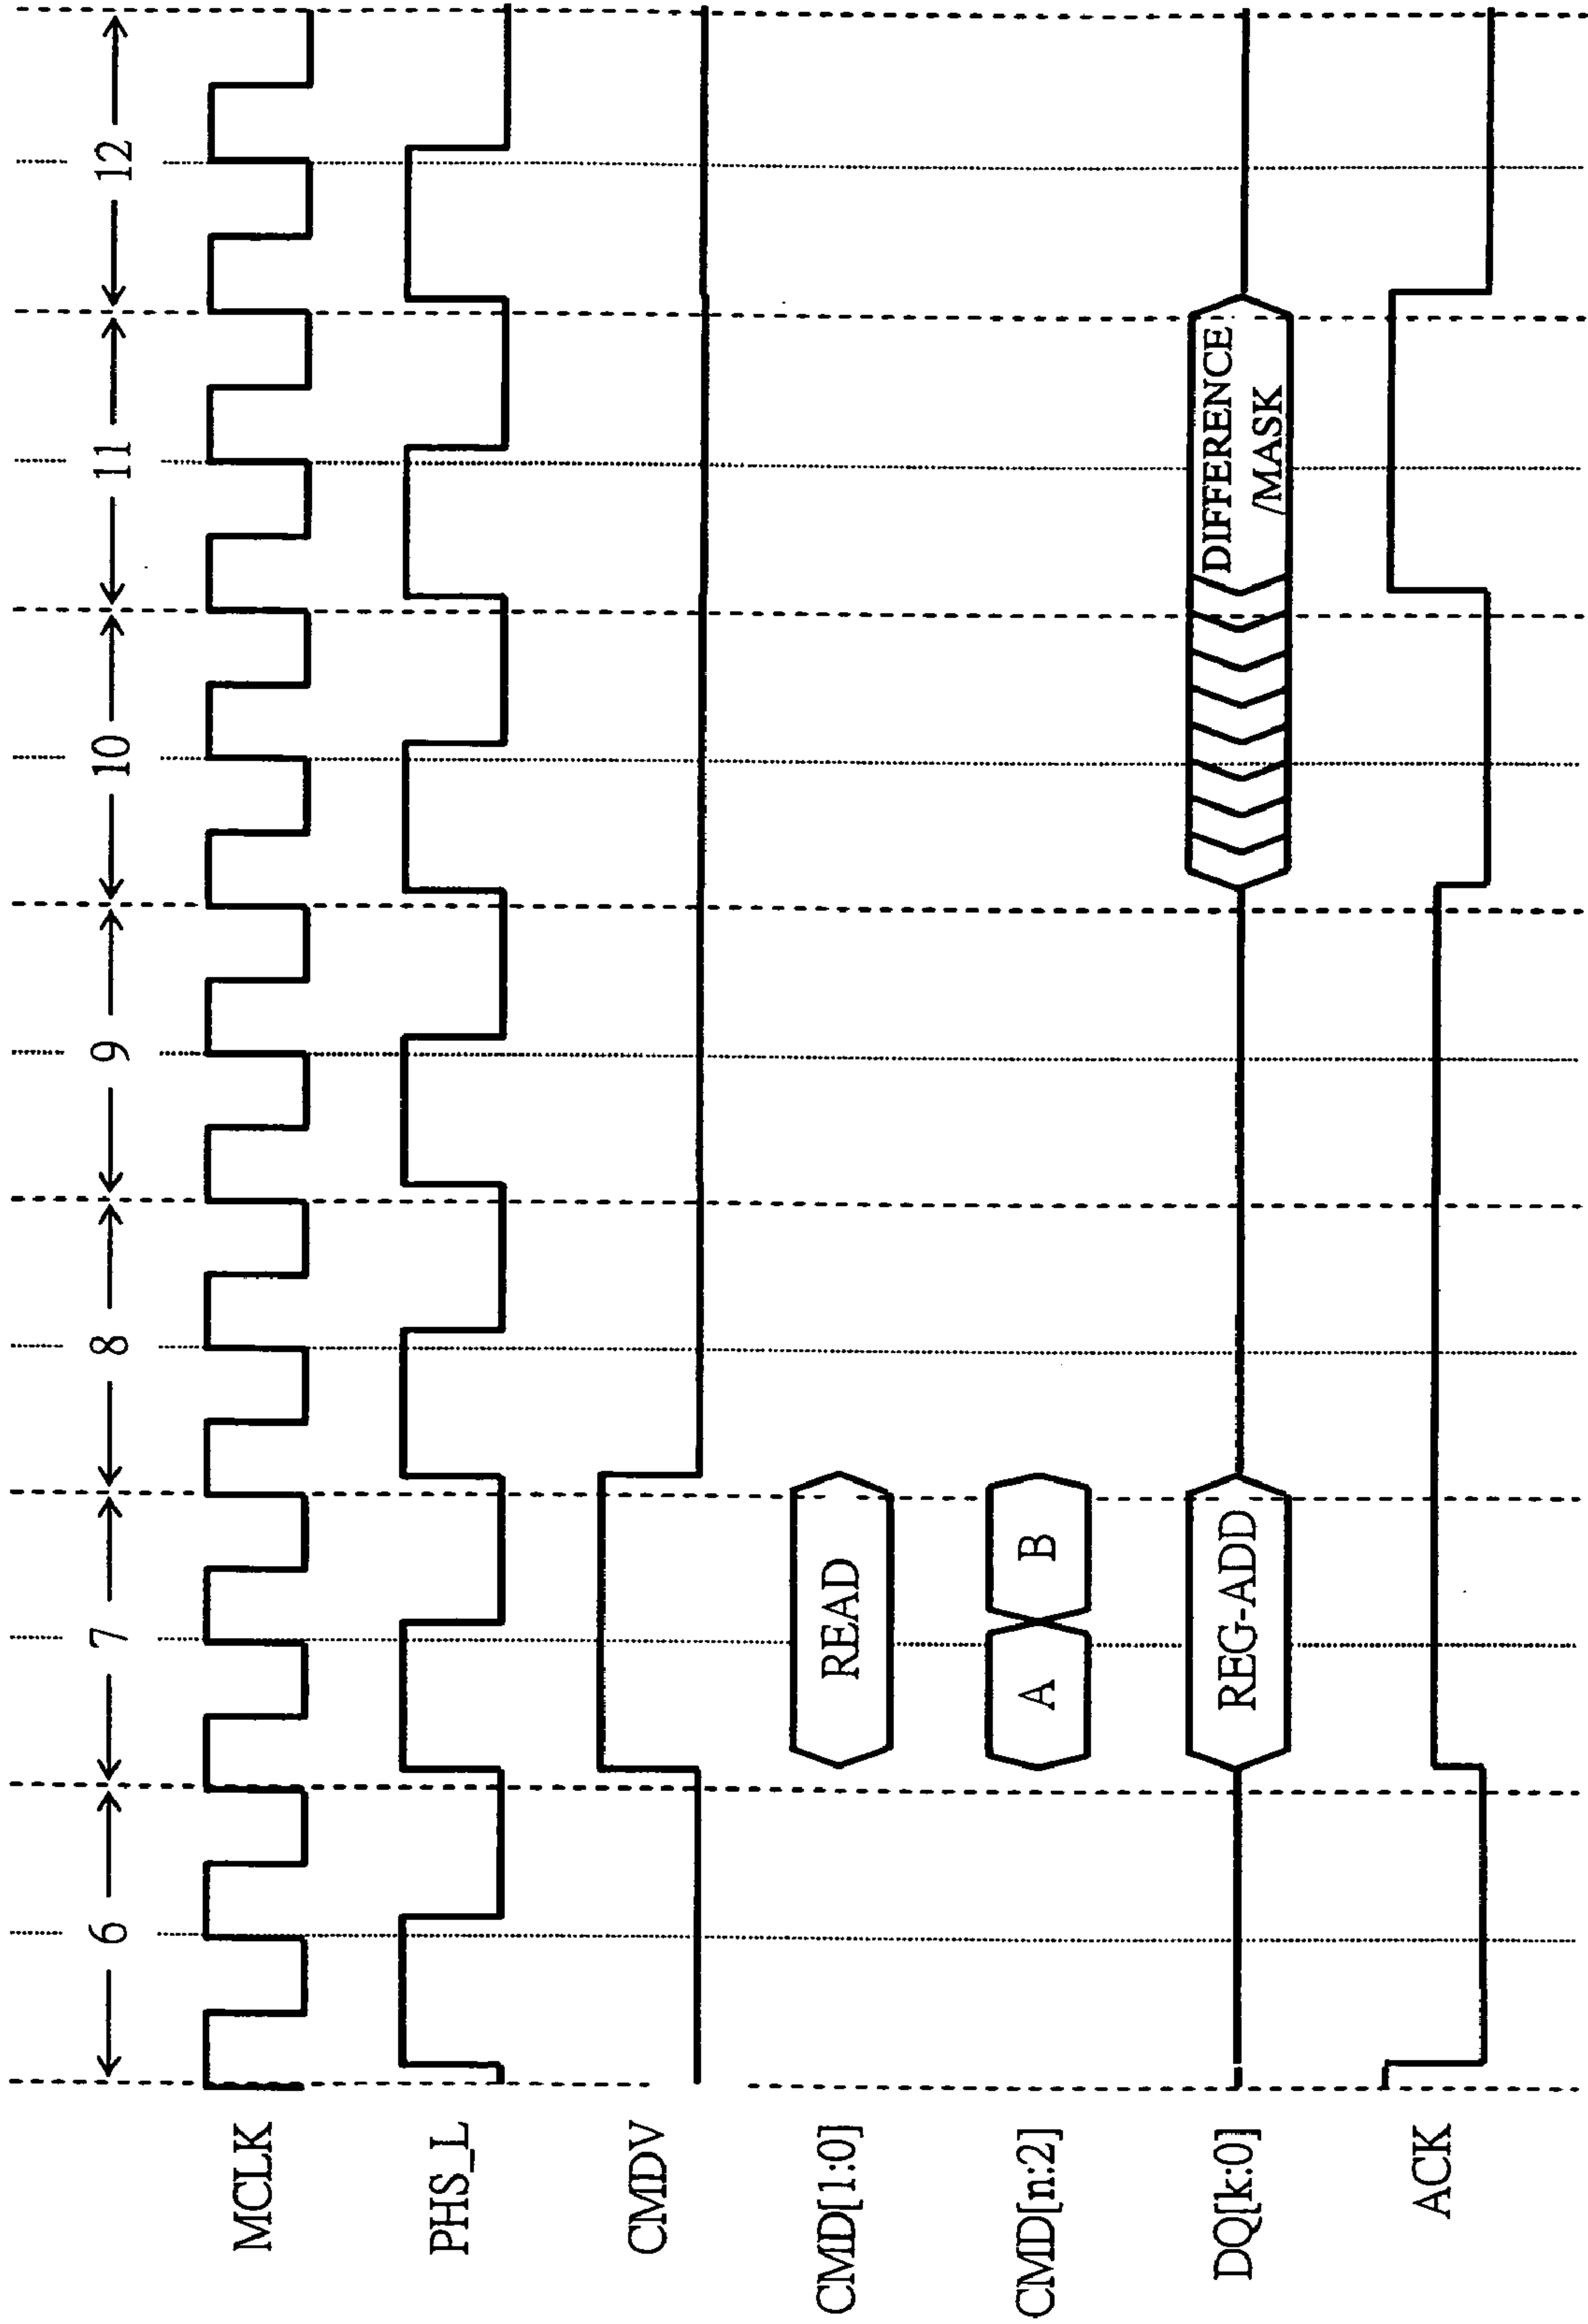 6 7 8 9 10 11 12
MCLK
PHS_L
CMDV
CMD[1:0] READ
CMD[n:2] A B
DQ[k:0] REG-ADD DIFFERENCE
/MASK
ACK